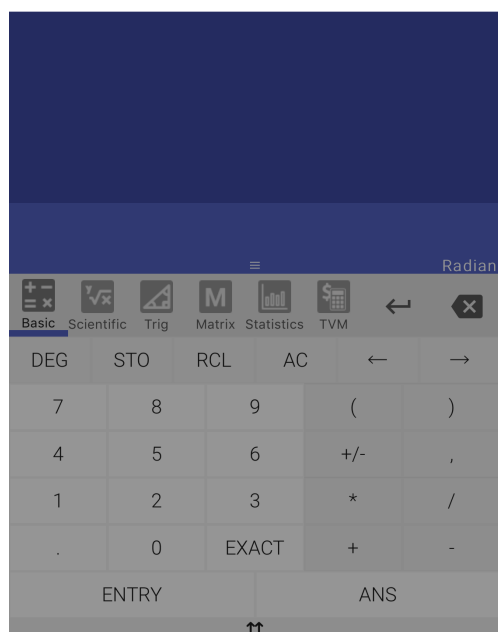 Radian
Basic Scientific Trig Matrix Statistics TVM
DEG STO RCL AC ← →
7 8 9 ( )
4 5 6 +/- ,
1 2 3 * /
. 0 EXACT + -
ENTRY ANS